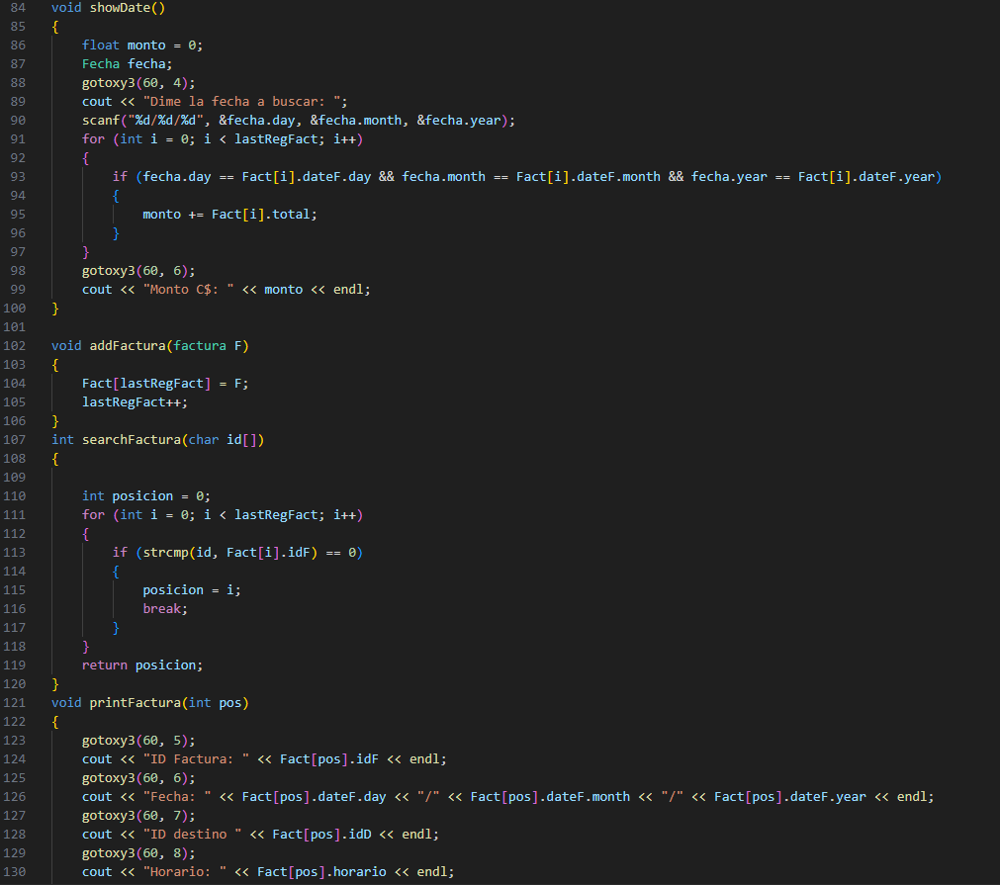 84 void showDate()
85 {
86     float monto = 0;
87     Fecha fecha;
88     gotoxy3(60, 4);
89     cout << "Dime la fecha a buscar: ";
90     scanf("%d/%d/%d", &fecha.day, &fecha.month, &fecha.year);
91     for (int i = 0; i < lastRegFact; i++)
92     {
93         if (fecha.day == Fact[i].dateF.day && fecha.month == Fact[i].dateF.month && fecha.year == Fact[i].dateF.year)
94         {
95             monto += Fact[i].total;
96         }
97     }
98     gotoxy3(60, 6);
99     cout << "Monto C$: " << monto << endl;
100 }
101
102 void addFactura(factura F)
103 {
104     Fact[lastRegFact] = F;
105     lastRegFact++;
106 }
107 int searchFactura(char id[])
108 {
109
110     int posicion = 0;
111     for (int i = 0; i < lastRegFact; i++)
112     {
113         if (strcmp(id, Fact[i].idF) == 0)
114         {
115             posicion = i;
116             break;
117         }
118     }
119     return posicion;
120 }
121 void printFactura(int pos)
122 {
123     gotoxy3(60, 5);
124     cout << "ID Factura: " << Fact[pos].idF << endl;
125     gotoxy3(60, 6);
126     cout << "Fecha: " << Fact[pos].dateF.day << "/" << Fact[pos].dateF.month << "/" << Fact[pos].dateF.year << endl;
127     gotoxy3(60, 7);
128     cout << "ID destino " << Fact[pos].idD << endl;
129     gotoxy3(60, 8);
130     cout << "Horario: " << Fact[pos].horario << endl;